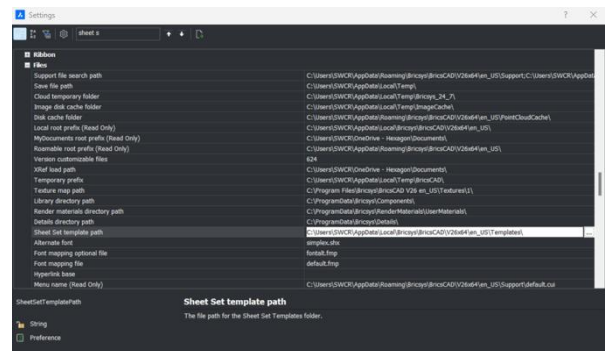 Settings
sheet s
Ribbon
Files
Support file search path C:\Users\SWCR\AppData\Roaming\Bricsys\BricsCAD\V26x64\en_US\Support;C:\Users\SWCR\AppData
Save file path C:\Users\SWCR\AppData\Local\Temp\
Cloud temporary folder C:\Users\SWCR\AppData\Local\Temp\Bricsys_24_7\
Image disk cache folder C:\Users\SWCR\AppData\Local\Temp\ImageCache\
Disk cache folder C:\Users\SWCR\AppData\Local\Bricsys\BricsCAD\V26x64\en_US\PointCloudCache\
Local root prefix (Read Only) C:\Users\SWCR\AppData\Local\Bricsys\BricsCAD\V26x64\en_US\
MyDocuments root prefix (Read Only) C:\Users\SWCR\OneDrive - Hexagon\Documents\
Roamable root prefix (Read Only) C:\Users\SWCR\AppData\Roaming\Bricsys\BricsCAD\V26x64\en_US\
Version customizable files 624
XRef load path C:\Users\SWCR\OneDrive - Hexagon\Documents\
Temporary prefix C:\Users\SWCR\AppData\Local\Temp\BricsCAD\
Texture map path C:\Program Files\Bricsys\BricsCAD V26 en_US\Textures\1\
Library directory path C:\ProgramData\Bricsys\Components\
Render materials directory path C:\ProgramData\Bricsys\RenderMaterials\UserMaterials\
Details directory path C:\ProgramData\Bricsys\Details\
Sheet Set template path C:\Users\SWCR\AppData\Local\Bricsys\BricsCAD\V26x64\en_US\Templates\ ...
Alternate font simplex.shx
Font mapping optional file fontalt.fmp
Font mapping file default.fmp
Hyperlink base
Menu name (Read Only) C:\Users\SWCR\AppData\Roaming\Bricsys\BricsCAD\V26x64\en_US\Support\default.cui
SheetSetTemplatePath Sheet Set template path
The file path for the Sheet Set Templates folder.
String
Preference